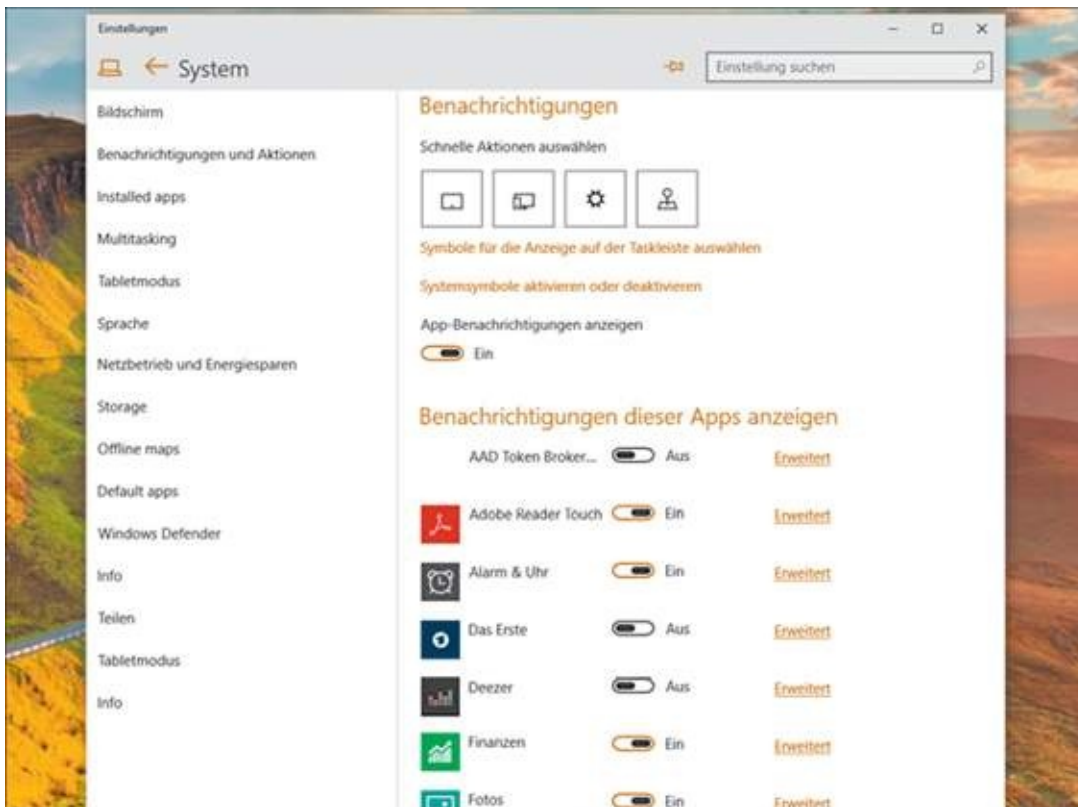 Einstellungen
System
Einstellung suchen
Bildschirm
Benachrichtigungen und Aktionen
Installed apps
Multitasking
Tabletmodus
Sprache
Netzbetrieb und Energiesparen
Storage
Offline maps
Default apps
Windows Defender
Info
Teilen
Tabletmodus
Info
Benachrichtigungen
Schnelle Aktionen auswählen
Symbole für die Anzeige auf der Taskleiste auswählen
Systemsymbole aktivieren oder deaktivieren
App-Benachrichtigungen anzeigen
Ein
Benachrichtigungen dieser Apps anzeigen
AAD Token Broker... Aus Erweitert
Adobe Reader Touch Ein Erweitert
Alarm & Uhr Ein Erweitert
Das Erste Aus Erweitert
Deezer Aus Erweitert
Finanzen Ein Erweitert
Fotos Ein Erweitert